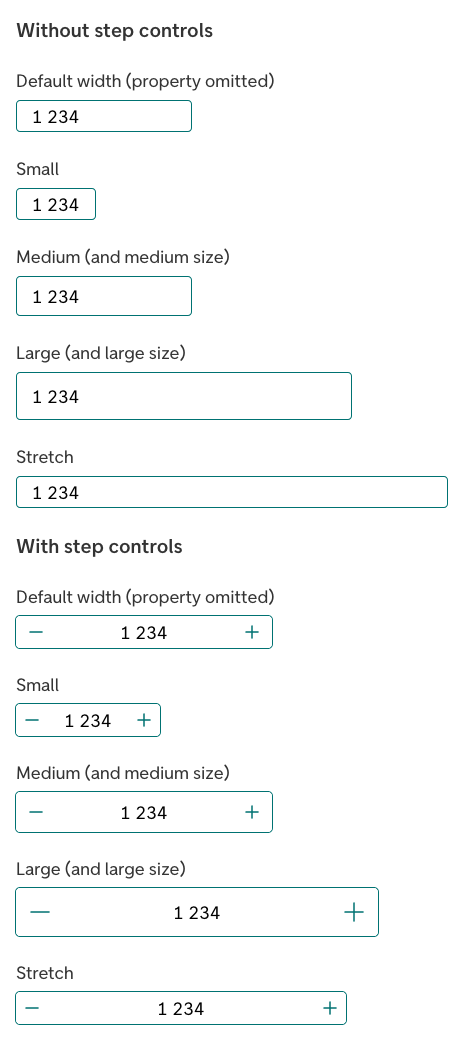 Without step controls
Default width (property omitted)
1 234
Small
1 234
Medium (and medium size)
1 234
Large (and large size)
1 234
Stretch
1 234
With step controls
Default width (property omitted)
− 1 234 +
Small
− 1 234 +
Medium (and medium size)
− 1 234 +
Large (and large size)
− 1 234 +
Stretch
− 1 234 +